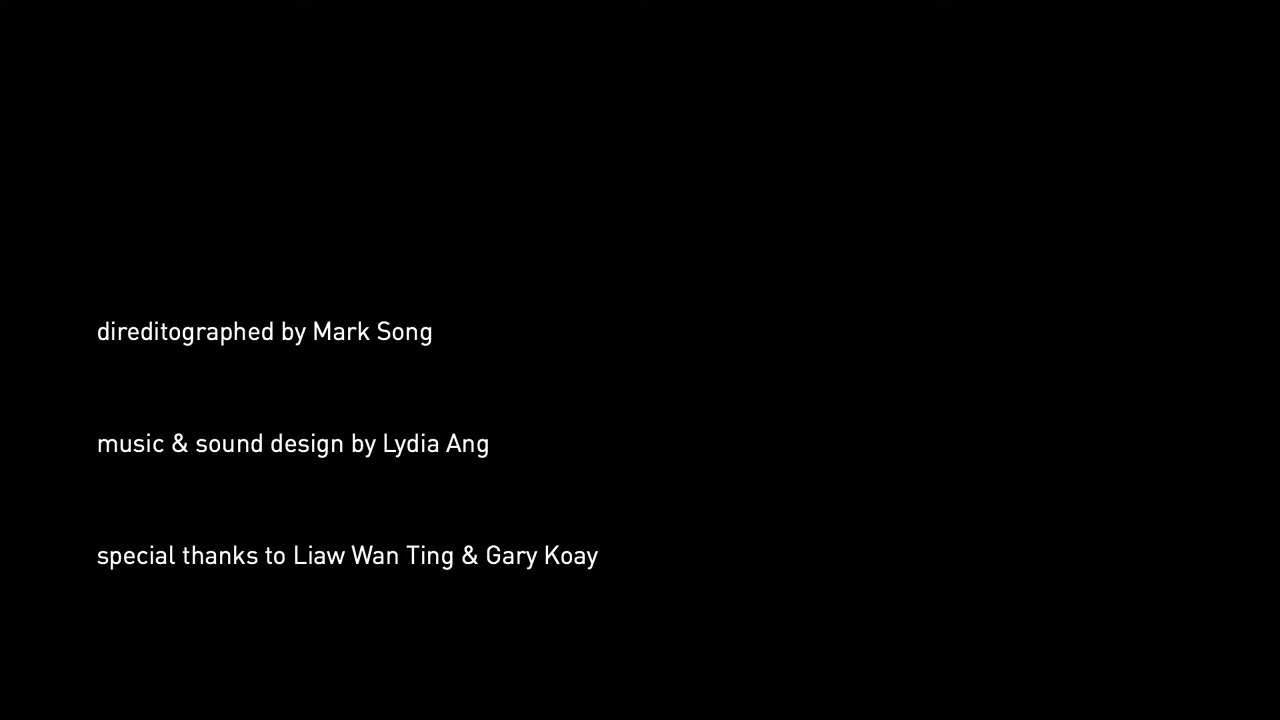 direditographed by Mark Song
music & sound design by Lydia Ang
special thanks to Liaw Wan Ting & Gary Koay